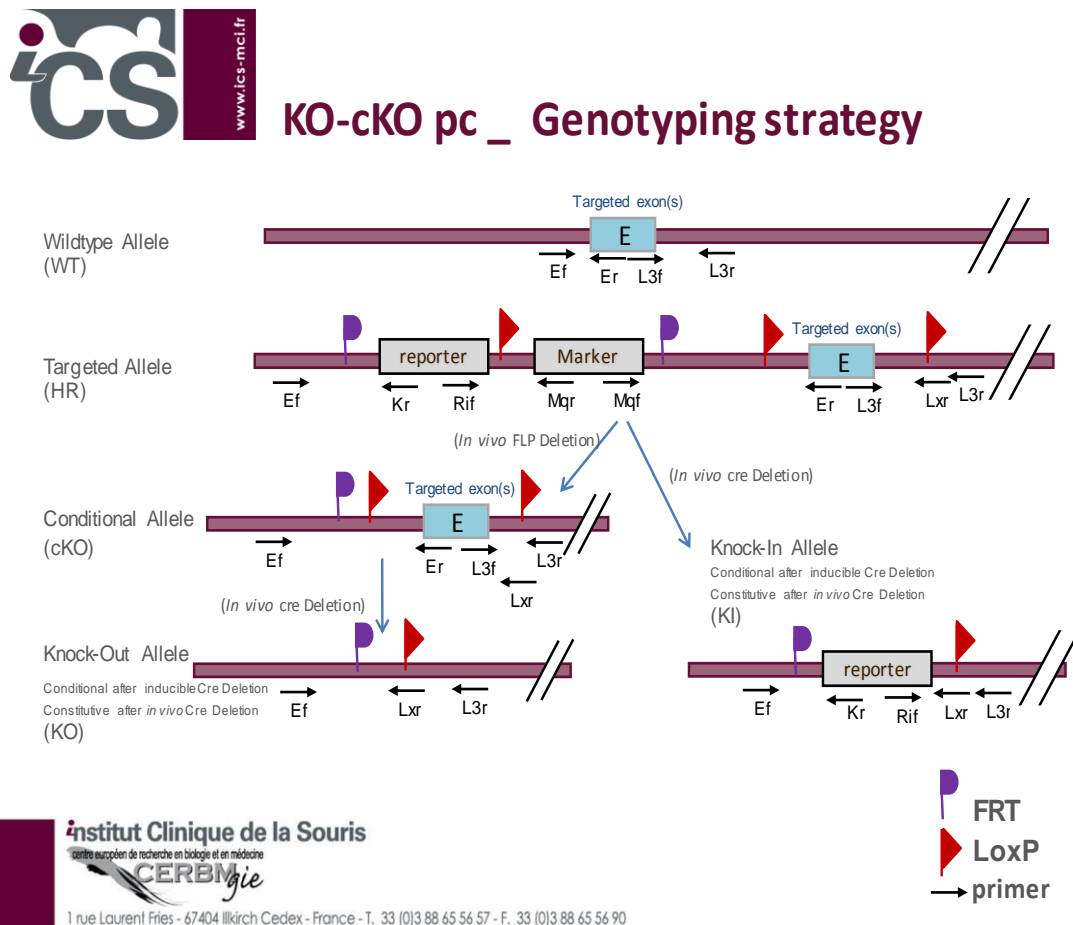 iCS
www.ics-mci.fr
KO-cKO pc _ Genotyping strategy
Targeted exon(s)
Wildtype Allele
(WT)
E
Ef
Er
L3f
L3r
Targeted exon(s)
Targeted Allele
(HR)
reporter
Marker
E
Ef
Kr
Rif
Mqr
Mqf
Er
L3f
Lxr
L3r
(In vivo FLP Deletion)
(In vivo cre Deletion)
Targeted exon(s)
Conditional Allele
(cKO)
E
Ef
Er
L3f
L3r
Lxr
Knock-In Allele
Conditional after inducible Cre Deletion
Constitutive after in vivo Cre Deletion
(KI)
(In vivo cre Deletion)
Knock-Out Allele
Conditional after inducible Cre Deletion
Constitutive after in vivo Cre Deletion
(KO)
Ef
Lxr
L3r
reporter
Ef
Kr
Rif
Lxr
L3r
FRT
LoxP
primer
institut Clinique de la Souris
centre européen de recherche en biologie et en médecine
CERBM gie
1 rue Laurent Fries - 67404 Illkirch Cedex - France - T. 33 (0)3 88 65 56 57 - F. 33 (0)3 88 65 56 90